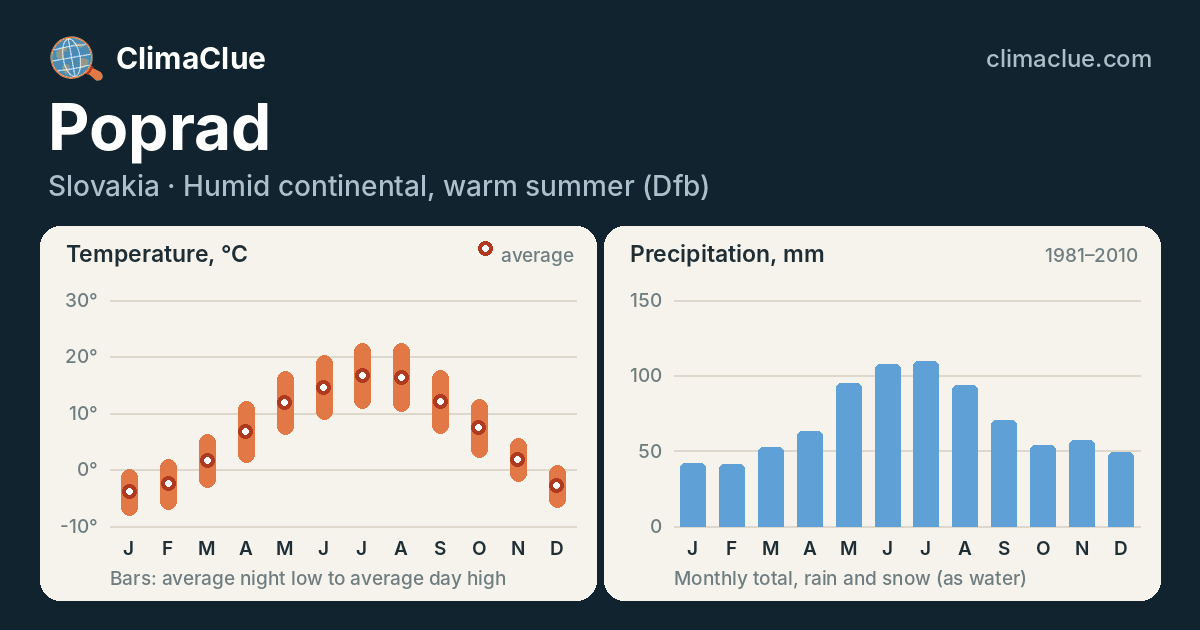 ClimaClue
climaclue.com
Poprad
Slovakia · Humid continental, warm summer (Dfb)
Temperature, °C
average
30°
20°
10°
0°
-10°
J F M A M J J A S O N D
Bars: average night low to average day high
Precipitation, mm
1981–2010
150
100
50
0
J F M A M J J A S O N D
Monthly total, rain and snow (as water)